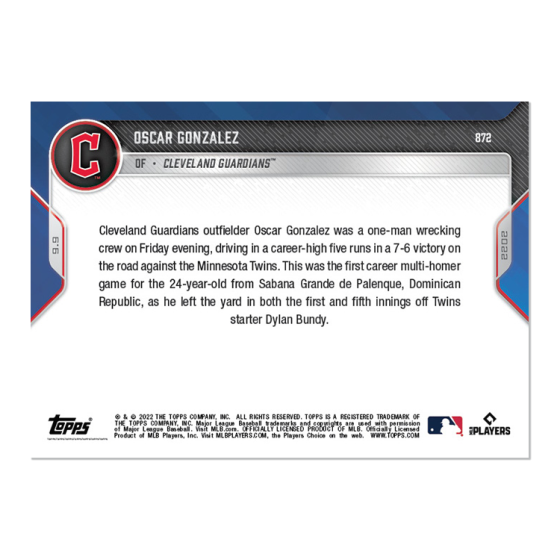 OSCAR GONZALEZ
872
C
TM
OF • CLEVELAND GUARDIANS™
9.9
2022
Cleveland Guardians outfielder Oscar Gonzalez was a one-man wrecking
crew on Friday evening, driving in a career-high five runs in a 7-6 victory on
the road against the Minnesota Twins. This was the first career multi-homer
game for the 24-year-old from Sabana Grande de Palenque, Dominican
Republic, as he left the yard in both the first and fifth innings off Twins
starter Dylan Bundy.
Topps®
® & © 2022 THE TOPPS COMPANY, INC. ALL RIGHTS RESERVED. TOPPS IS A REGISTERED TRADEMARK OF
THE TOPPS COMPANY, INC. Major League Baseball trademarks and copyrights are used with permission
of Major League Baseball. Visit MLB.com. OFFICIALLY LICENSED PRODUCT OF MLB. Officially Licensed
Product of MLB Players, Inc. Visit MLBPLAYERS.COM, the Players Choice on the web. WWW.TOPPS.COM
MLBPLAYERS